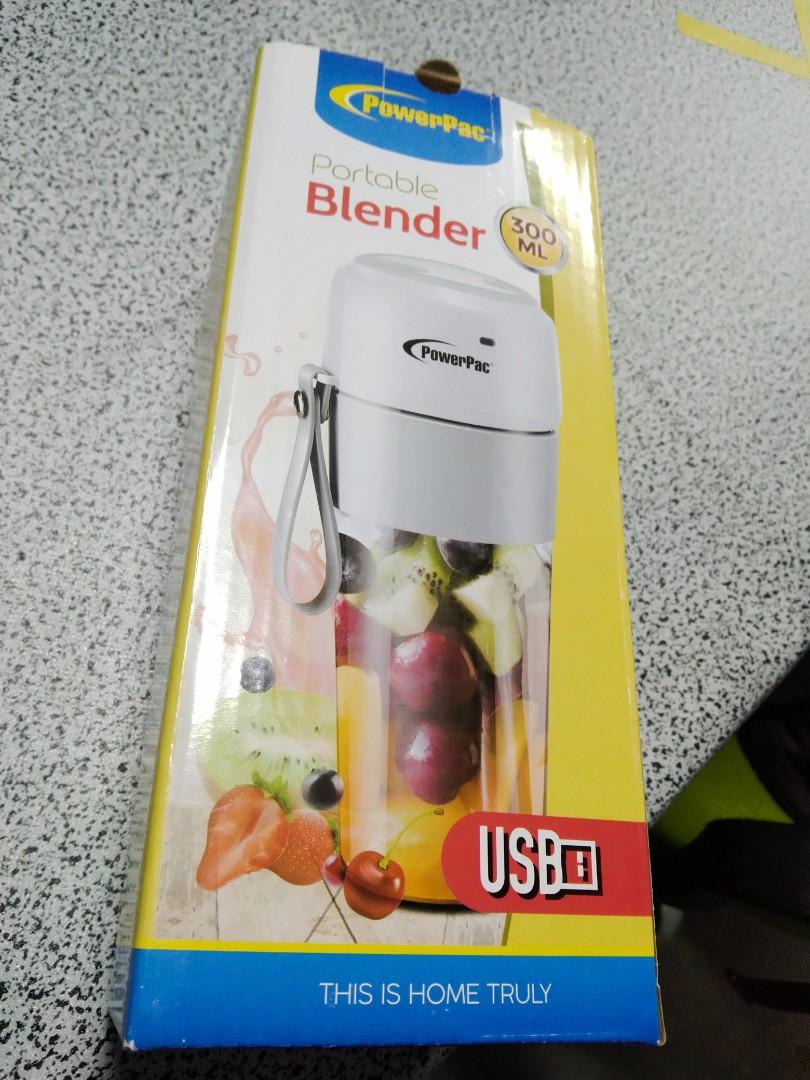 PowerPac
Portable
Blender
300
ML
PowerPac
USB
THIS IS HOME TRULY